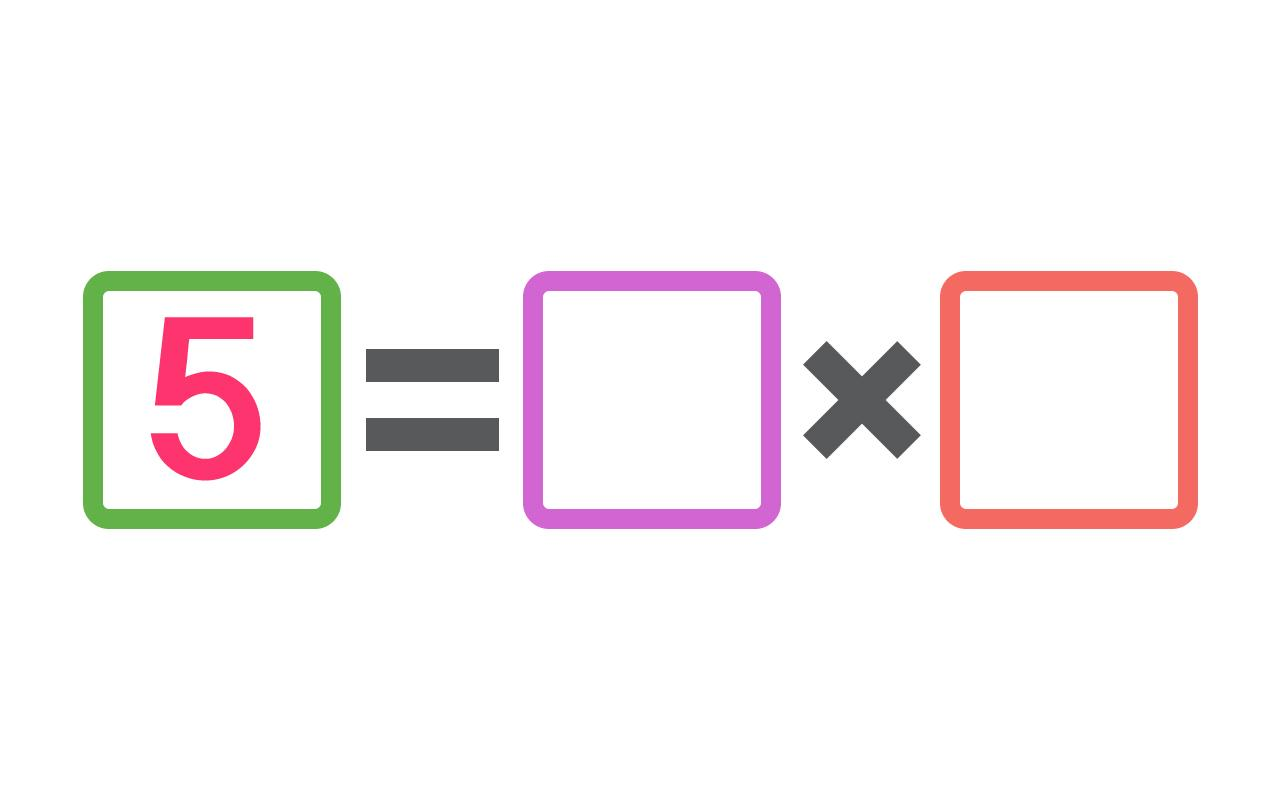 5 = ×